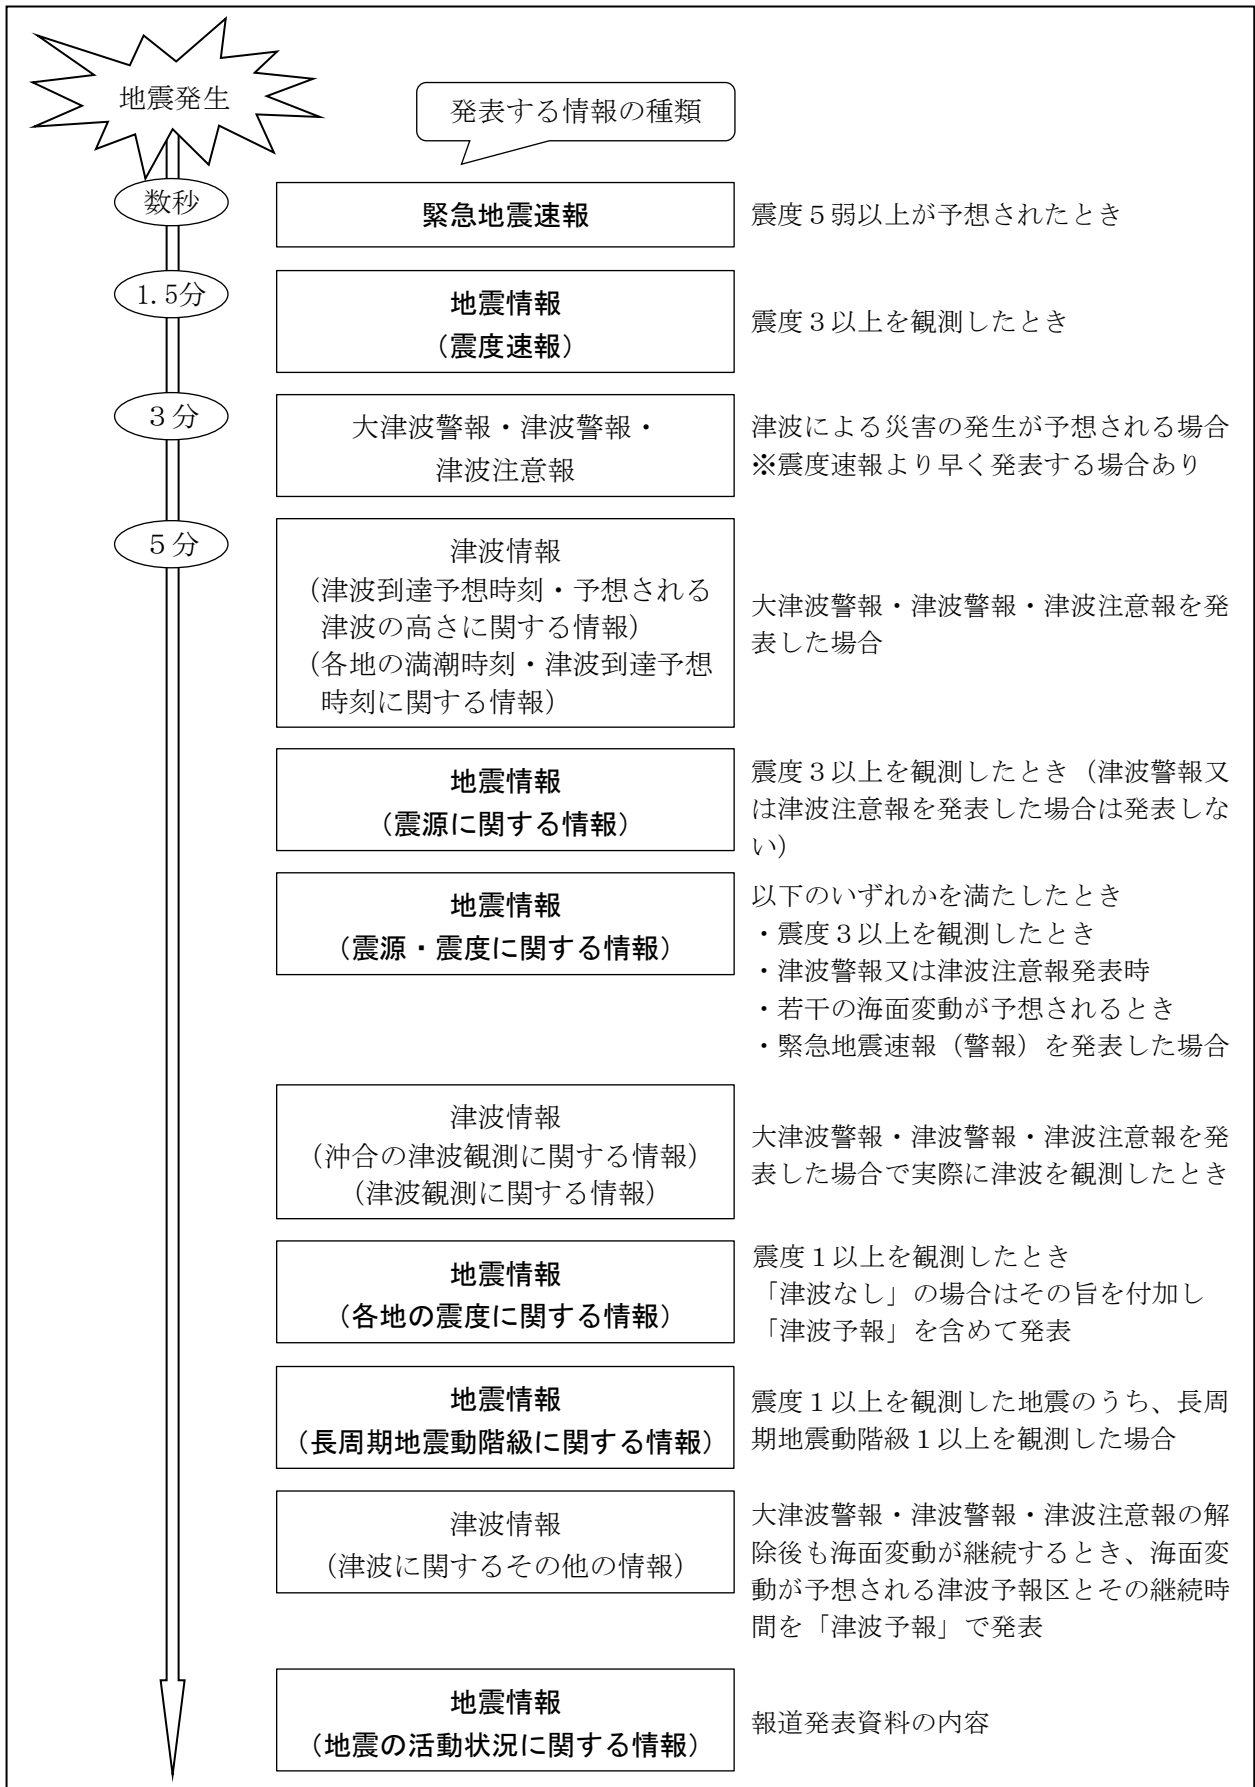 地震発生
発表する情報の種類
数秒
緊急地震速報
震度５弱以上が予想されたとき
1.5分
地震情報
（震度速報）
震度３以上を観測したとき
３分
大津波警報・津波警報・
津波注意報
津波による災害の発生が予想される場合
※震度速報より早く発表する場合あり
５分
津波情報
（津波到達予想時刻・予想される
津波の高さに関する情報）
（各地の満潮時刻・津波到達予想
時刻に関する情報）
大津波警報・津波警報・津波注意報を発
表した場合
地震情報
（震源に関する情報）
震度３以上を観測したとき（津波警報又
は津波注意報を発表した場合は発表しな
い）
地震情報
（震源・震度に関する情報）
以下のいずれかを満たしたとき
・震度３以上を観測したとき
・津波警報又は津波注意報発表時
・若干の海面変動が予想されるとき
・緊急地震速報（警報）を発表した場合
津波情報
（沖合の津波観測に関する情報）
（津波観測に関する情報）
大津波警報・津波警報・津波注意報を発
表した場合で実際に津波を観測したとき
地震情報
（各地の震度に関する情報）
震度１以上を観測したとき
「津波なし」の場合はその旨を付加し
「津波予報」を含めて発表
地震情報
（長周期地震動階級に関する情報）
震度１以上を観測した地震のうち、長周
期地震動階級１以上を観測した場合
津波情報
（津波に関するその他の情報）
大津波警報・津波警報・津波注意報の解
除後も海面変動が継続するとき、海面変
動が予想される津波予報区とその継続時
間を「津波予報」で発表
地震情報
（地震の活動状況に関する情報）
報道発表資料の内容